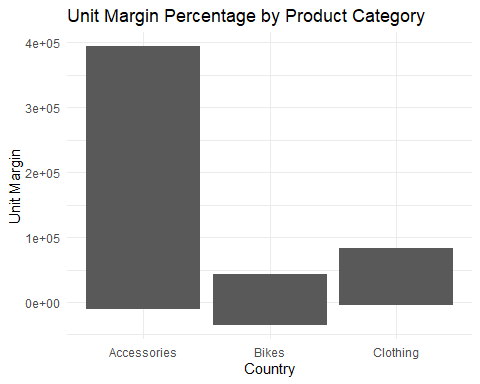 Unit Margin Percentage by Product Category
4e+05
3e+05
2e+05
1e+05
0e+00
Unit Margin
Accessories
Bikes
Clothing
Country